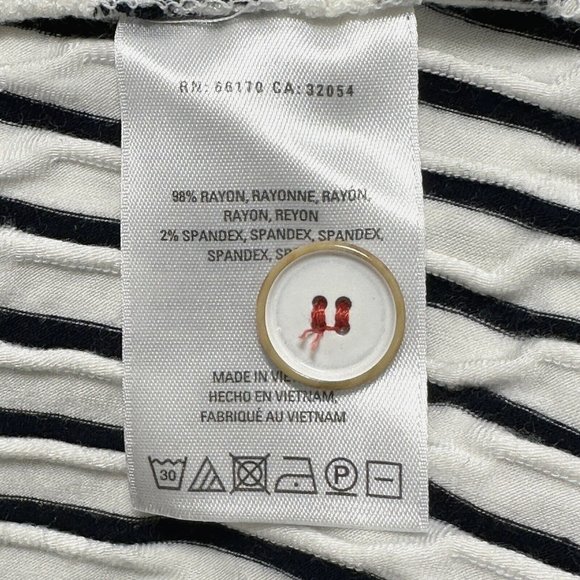 RN: 66170 CA: 32054
98% RAYON, RAYONNE, RAYON,
RAYON, REYON
2% SPANDEX, SPANDEX, SPANDEX,
SPANDEX,
MADE IN
HECHO EN VIETNAM
FABRIQUÉ AU VIETNAM
30
P